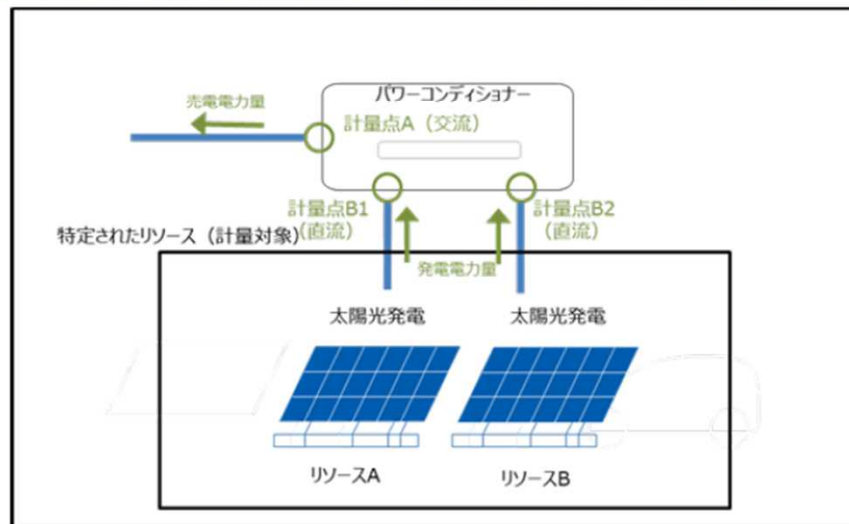 パワーコンディショナー
売電電力量
計量点A（交流）
計量点B1
（直流）
計量点B2
（直流）
特定されたリソース（計量対象）
発電電力量
太陽光発電
太陽光発電
リソースA
リソースB